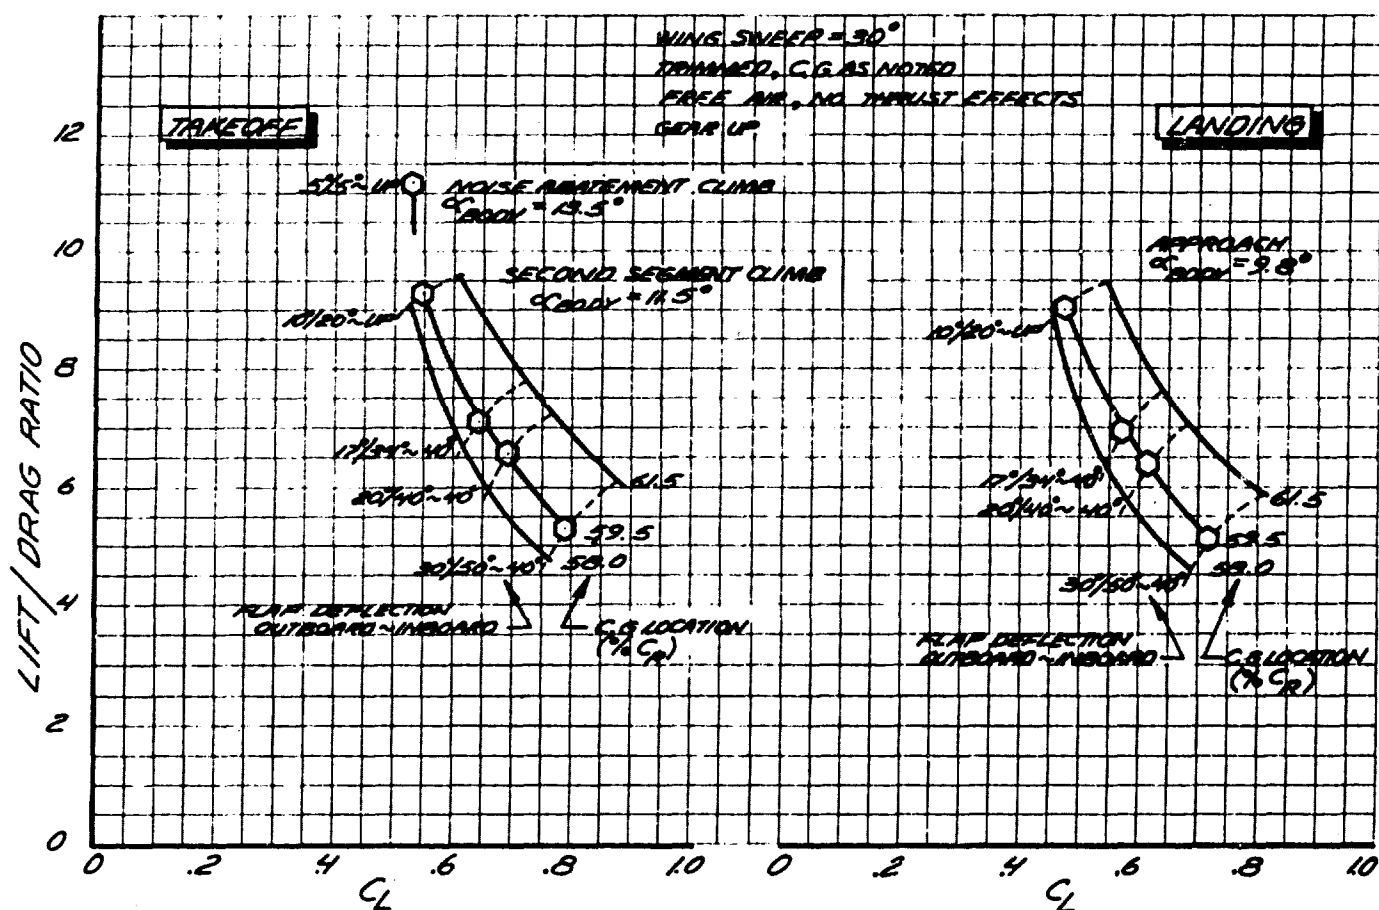 WING SWEEP = 30°
TRIMMED, C.G. AS NOTED
FREE AIR, NO THRUST EFFECTS
GEAR UP
TAKEOFF
LANDING
5°/5°~UP
NOISE ABATEMENT CLIMB
αBODY = 13.5°
SECOND SEGMENT CLIMB
αBODY = 11.5°
10°/20°~UP
17°/34°~40°
20°/40°~40°
30°/50°~40°
61.5
59.5
58.0
FLAP DEFLECTION
OUTBOARD~INBOARD
C.G. LOCATION
(% CR)
APPROACH
αBODY = 9.8°
10°/20°~UP
17°/34°~40°
20°/40°~40°
30°/50°~40°
61.5
59.5
58.0
FLAP DEFLECTION
OUTBOARD~INBOARD
C.G. LOCATION
(% CR)
LIFT/DRAG RATIO
12
10
8
6
4
2
0
0 .2 .4 .6 .8 1.0
CL
0 .2 .4 .6 .8 1.0
CL